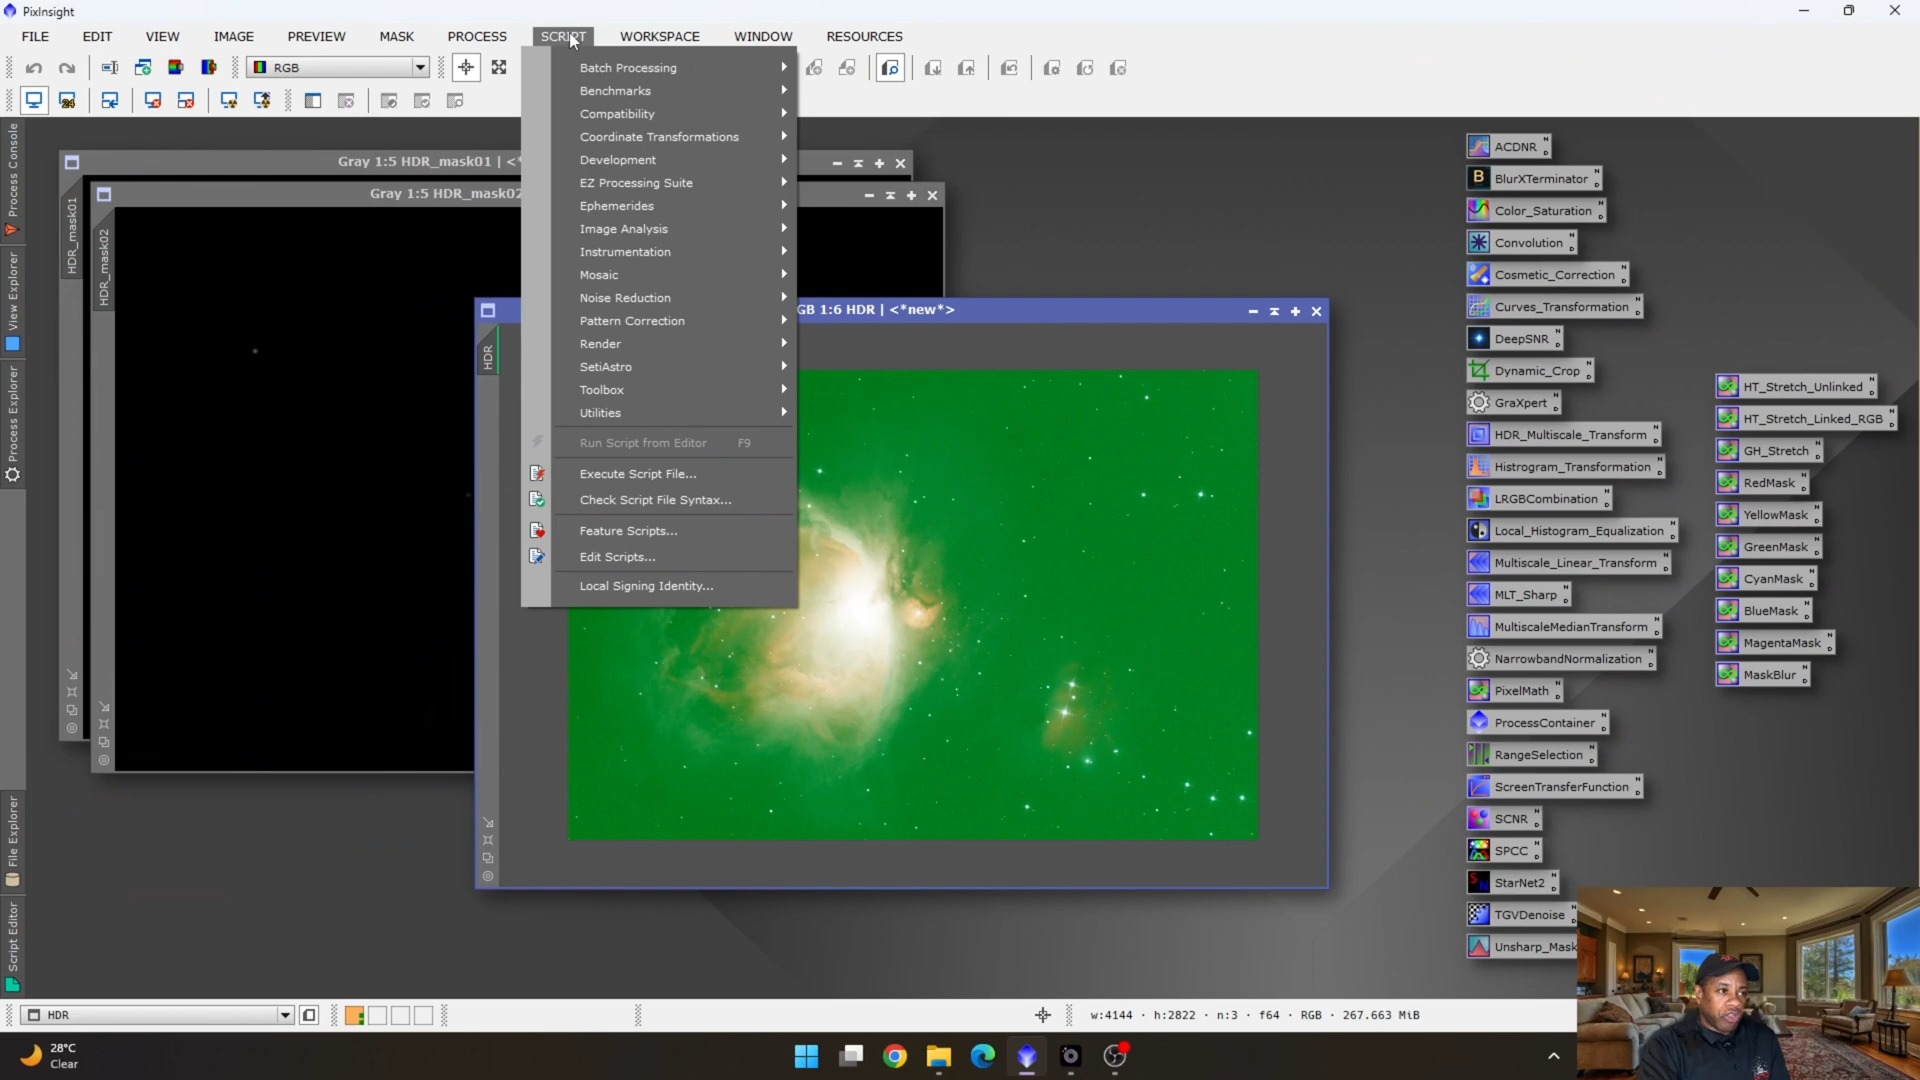 PixInsight
FILE EDIT VIEW IMAGE PREVIEW MASK PROCESS SCRIPT WORKSPACE WINDOW RESOURCES
RGB
24
Batch Processing
Benchmarks
Compatibility
Coordinate Transformations
Development
EZ Processing Suite
Ephemerides
Image Analysis
Instrumentation
Mosaic
Noise Reduction
Pattern Correction
Render
SetiAstro
Toolbox
Utilities
Run Script from Editor F9
Execute Script File...
Check Script File Syntax...
Feature Scripts...
Edit Scripts...
Local Signing Identity...
Process Console
View Explorer
Process Explorer
File Explorer
Script Editor
Gray 1:5 HDR_mask01 | <*
HDR_mask01
Gray 1:5 HDR_mask02
HDR_mask02
GB 1:6 HDR | <*new*>
HDR
ACDNR
BlurXTerminator
Color_Saturation
Convolution
Cosmetic_Correction
Curves_Transformation
DeepSNR
Dynamic_Crop
GraXpert
HDR_Multiscale_Transform
Histrogram_Transformation
LRGBCombination
Local_Histogram_Equalization
Multiscale_Linear_Transform
MLT_Sharp
MultiscaleMedianTransform
NarrowbandNormalization
PixelMath
ProcessContainer
RangeSelection
ScreenTransferFunction
SCNR
SPCC
StarNet2
TGVDenoise
Unsharp_Mask
HT_Stretch_Unlinked
HT_Stretch_Linked_RGB
GH_Stretch
RedMask
YellowMask
GreenMask
CyanMask
BlueMask
MagentaMask
MaskBlur
HDR
w:4144 · h:2822 · n:3 · f64 · RGB · 267.663 MiB
28°C
Clear